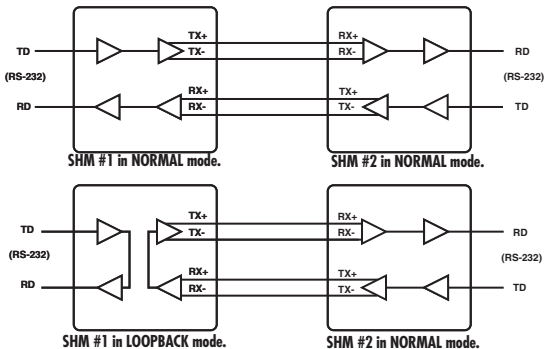 TX+
RX+
TD
TX-
RX-
RD
(RS-232)
(RS-232)
RX+
TX+
RD
RX-
TX-
TD
SHM #1 in NORMAL mode.
SHM #2 in NORMAL mode.
TX+
RX+
TD
TX-
RX-
RD
(RS-232)
(RS-232)
RX+
TX+
RD
RX-
TX-
TD
SHM #1 in LOOPBACK mode.
SHM #2 in NORMAL mode.